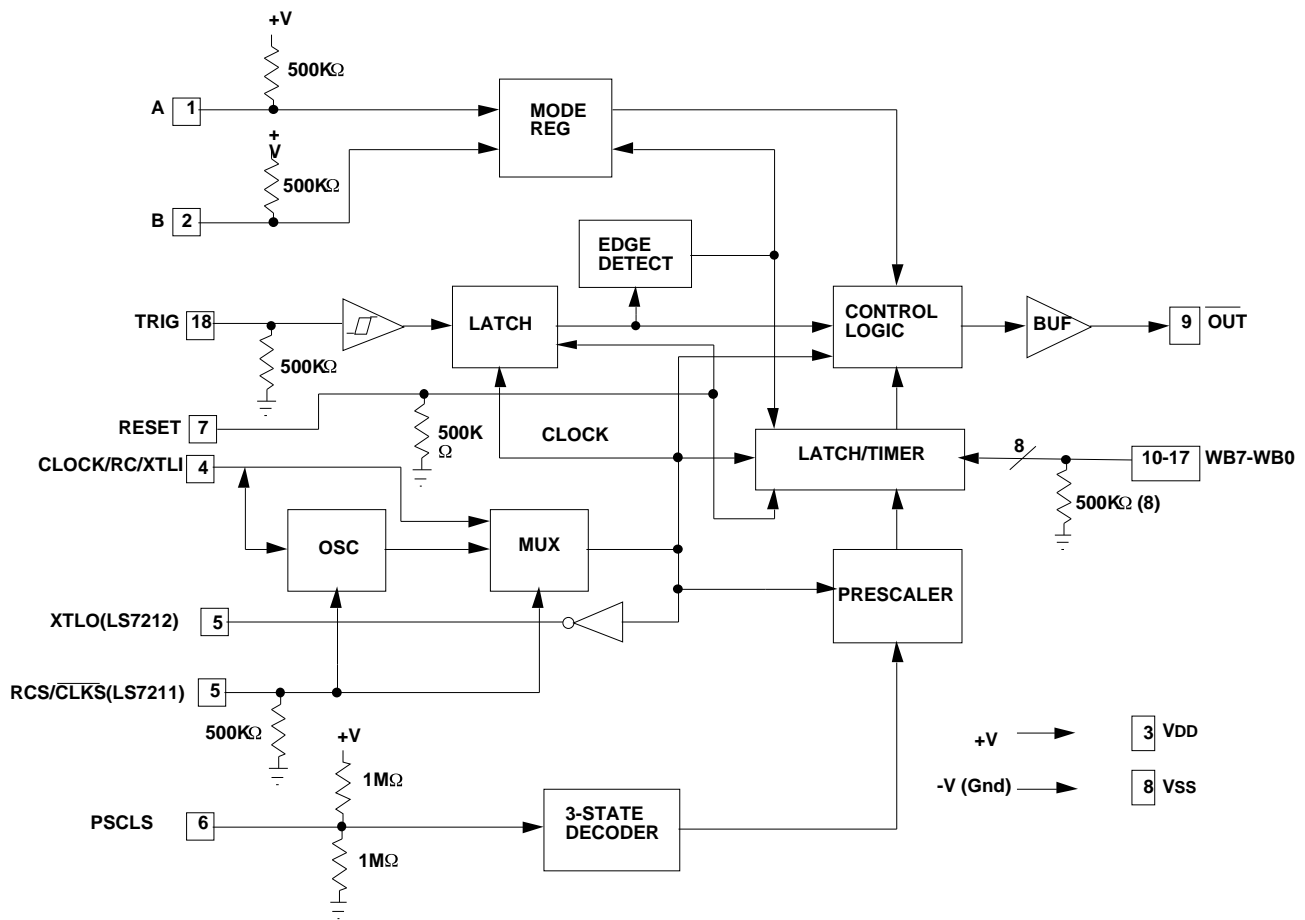 +V
500KΩ
A 1
MODE
REG
+
V
500KΩ
B 2
EDGE
DETECT
TRIG 18
LATCH
CONTROL
LOGIC
BUF
9 OUT
500KΩ
RESET 7
500K
Ω
CLOCK
LATCH/TIMER
8
10-17 WB7-WB0
500KΩ (8)
CLOCK/RC/XTLI 4
OSC
MUX
PRESCALER
XTLO(LS7212) 5
RCS/CLKS(LS7211) 5
500KΩ
+V
1MΩ
PSCLS 6
3-STATE
DECODER
1MΩ
+V
3 VDD
-V (Gnd)
8 VSS